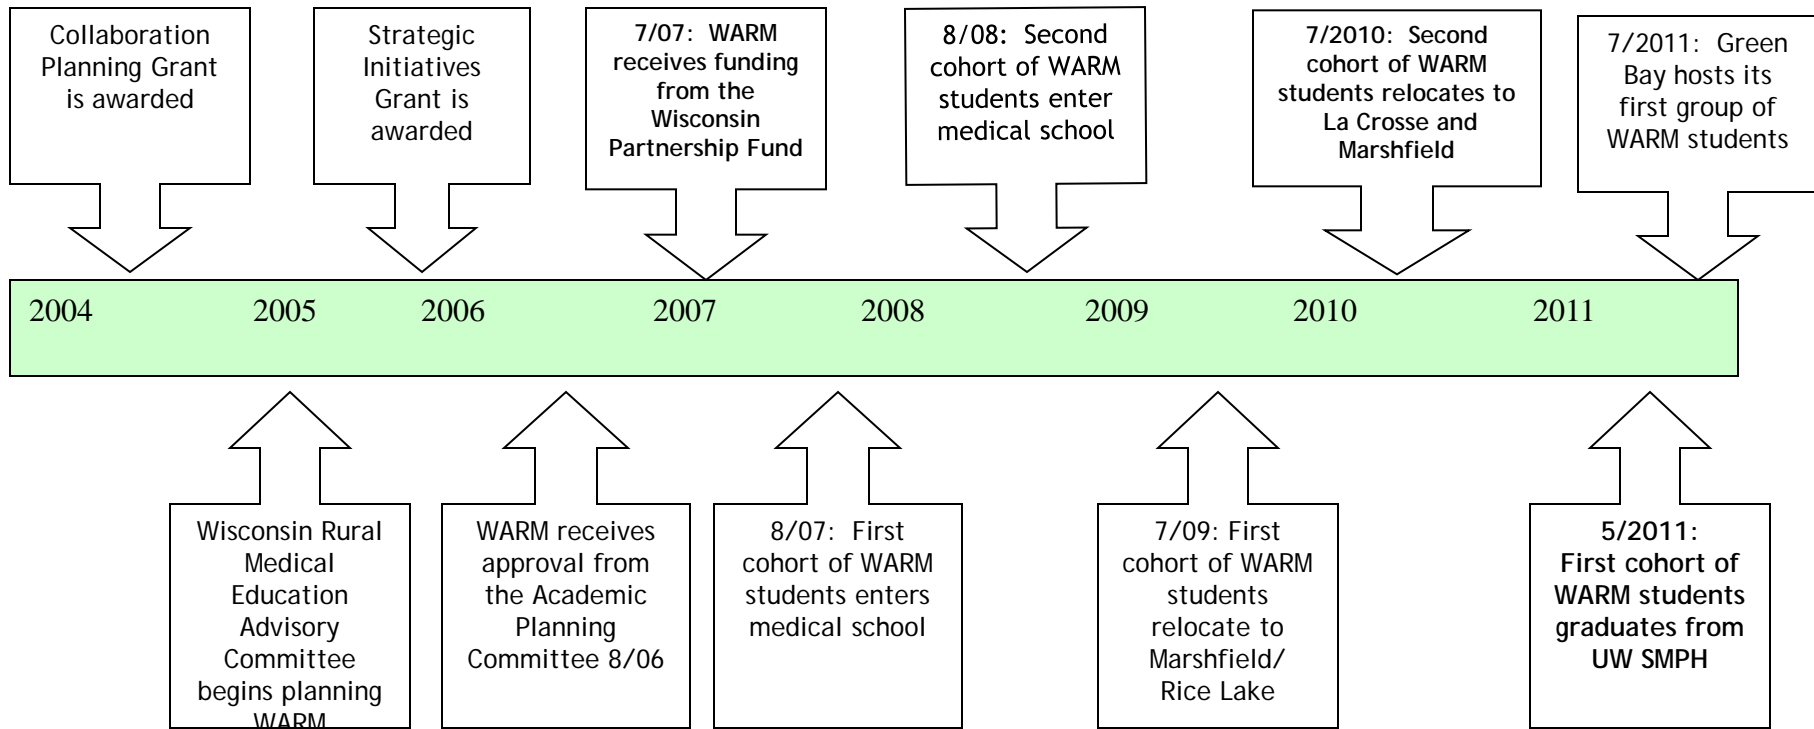 Collaboration
Planning Grant
is awarded
Strategic
Initiatives
Grant is
awarded
7/07:  WARM
receives funding
from the
Wisconsin
Partnership Fund
8/08:  Second
cohort of WARM
students enter
medical school
7/2010:  Second
cohort of WARM
students relocates to
La Crosse and
Marshfield
7/2011:  Green
Bay hosts its
first group of
WARM students
2004
2005
2006
2007
2008
2009
2010
2011
Wisconsin Rural
Medical
Education
Advisory
Committee
begins planning
WARM
WARM receives
approval from
the Academic
Planning
Committee 8/06
8/07:  First
cohort of WARM
students enters
medical school
7/09: First
cohort of WARM
students
relocate to
Marshfield/
Rice Lake
5/2011:
First cohort of
WARM students
graduates from
UW SMPH